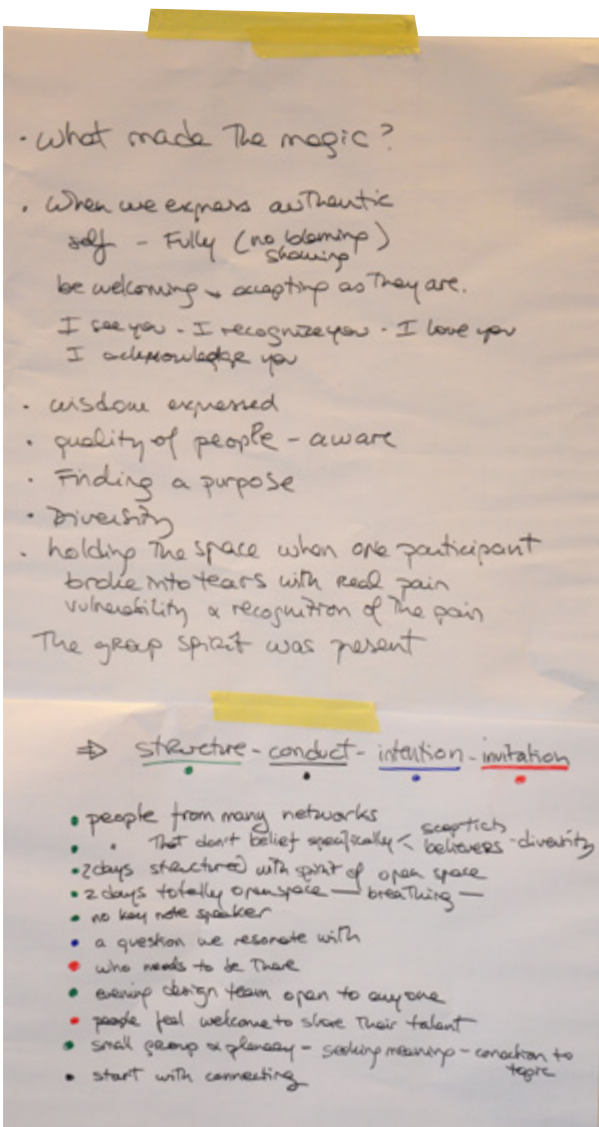 · What made The magic?
· When we express authentic
self - Fully (no blaming)
shaming
be welcoming & accepting as They are.
I see you - I recognize you - I love you
I acknowledge you
· wisdom expressed
· quality of people - aware
· Finding a purpose
· Diversity
· holding The space when one participant
broke into tears with real pain
vulnerability & recognition of The pain
The group spirit was present
⇒ structure - conduct - intention - invitation
• people from many networks
• " That don't belief specifically < sceptics
believers - diversity
• 2 days structured with spirit of open space
• 2 days totally open space — breathing —
• no key note speaker
• a question we resonate with
• who needs to be There
• evening design team open to anyone
• people feel welcome to share Their talent
• small group & plenary - seeking meaning - connection to
topic
• start with connecting